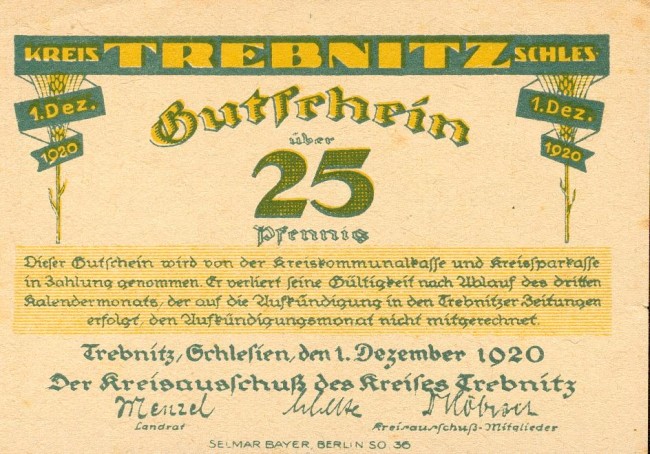 KREIS TREBNITZ SCHLES
1. Dez. 1. Dez.
1920 1920
Gutschein
über
25
Pfennig
Dieser Gutschein wird von der Kreiskommunalkasse und Kreissparkasse
in Zahlung genommen. Er verliert seine Gültigkeit nach Ablauf des dritten
Kalendermonats, der auf die Aufkündigung in den Trebnitzer Zeitungen
erfolgt, den Aufkündigungsmonat nicht mitgerechnet.
Trebnitz, Schlesien, den 1. Dezember 1920
Der Kreisausschuß des Kreises Trebnitz
Menzel
Landrat Kreisausschuß-Mitglieder
SELMAR BAYER, BERLIN SO. 36